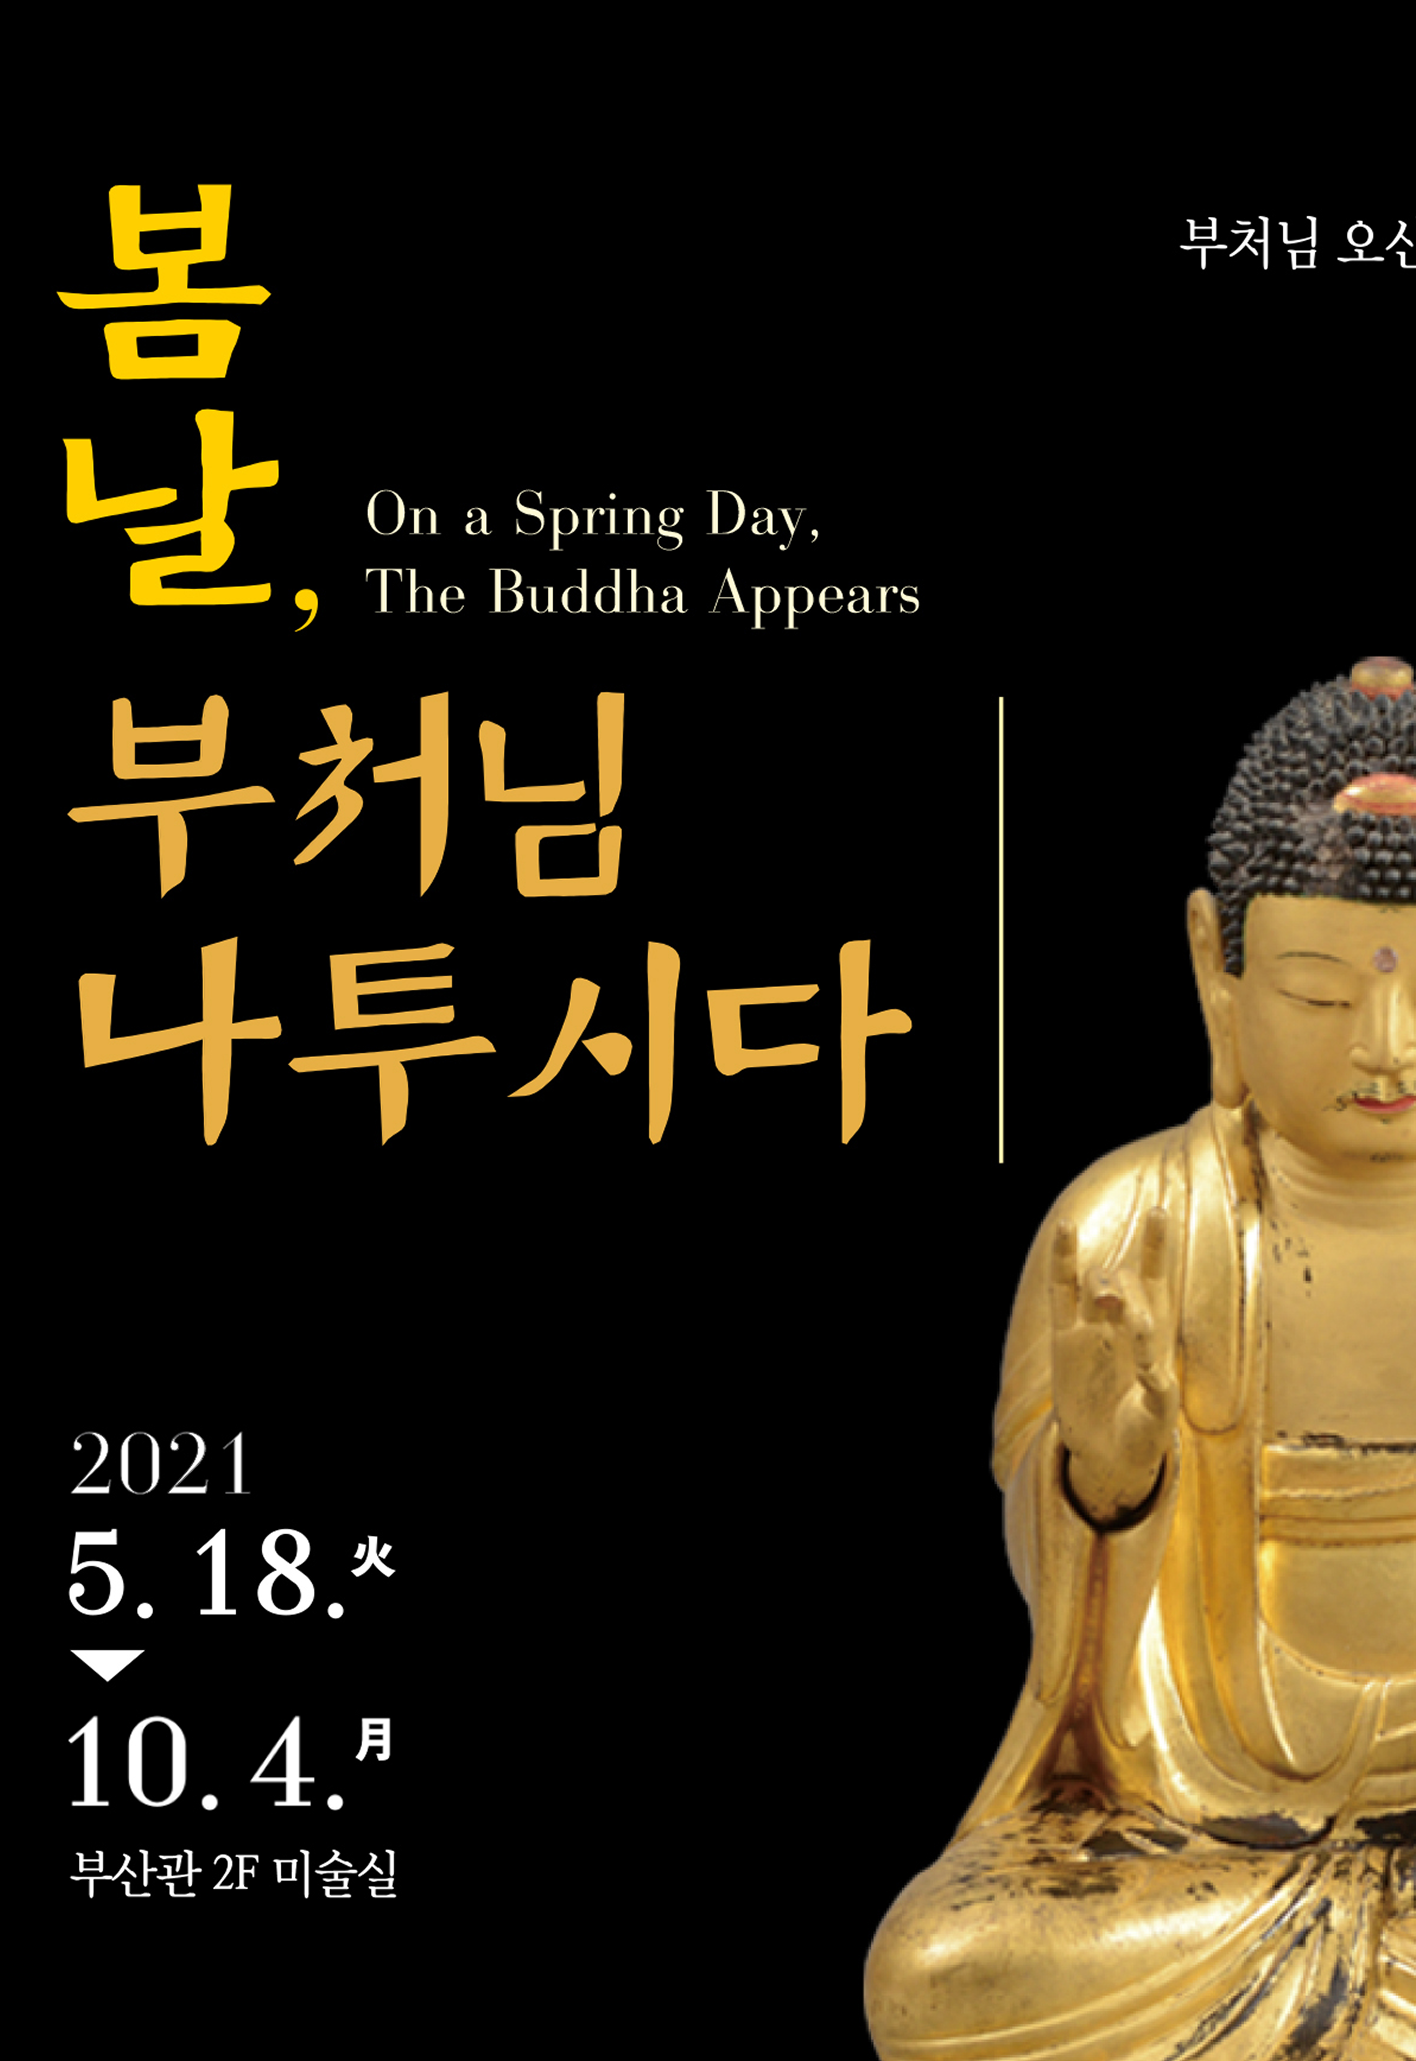 부처님 오신
봄
날,
On a Spring Day,
The Buddha Appears
부처님
나투시다
2021
5. 18.火
10. 4.月
부산관 2F 미술실